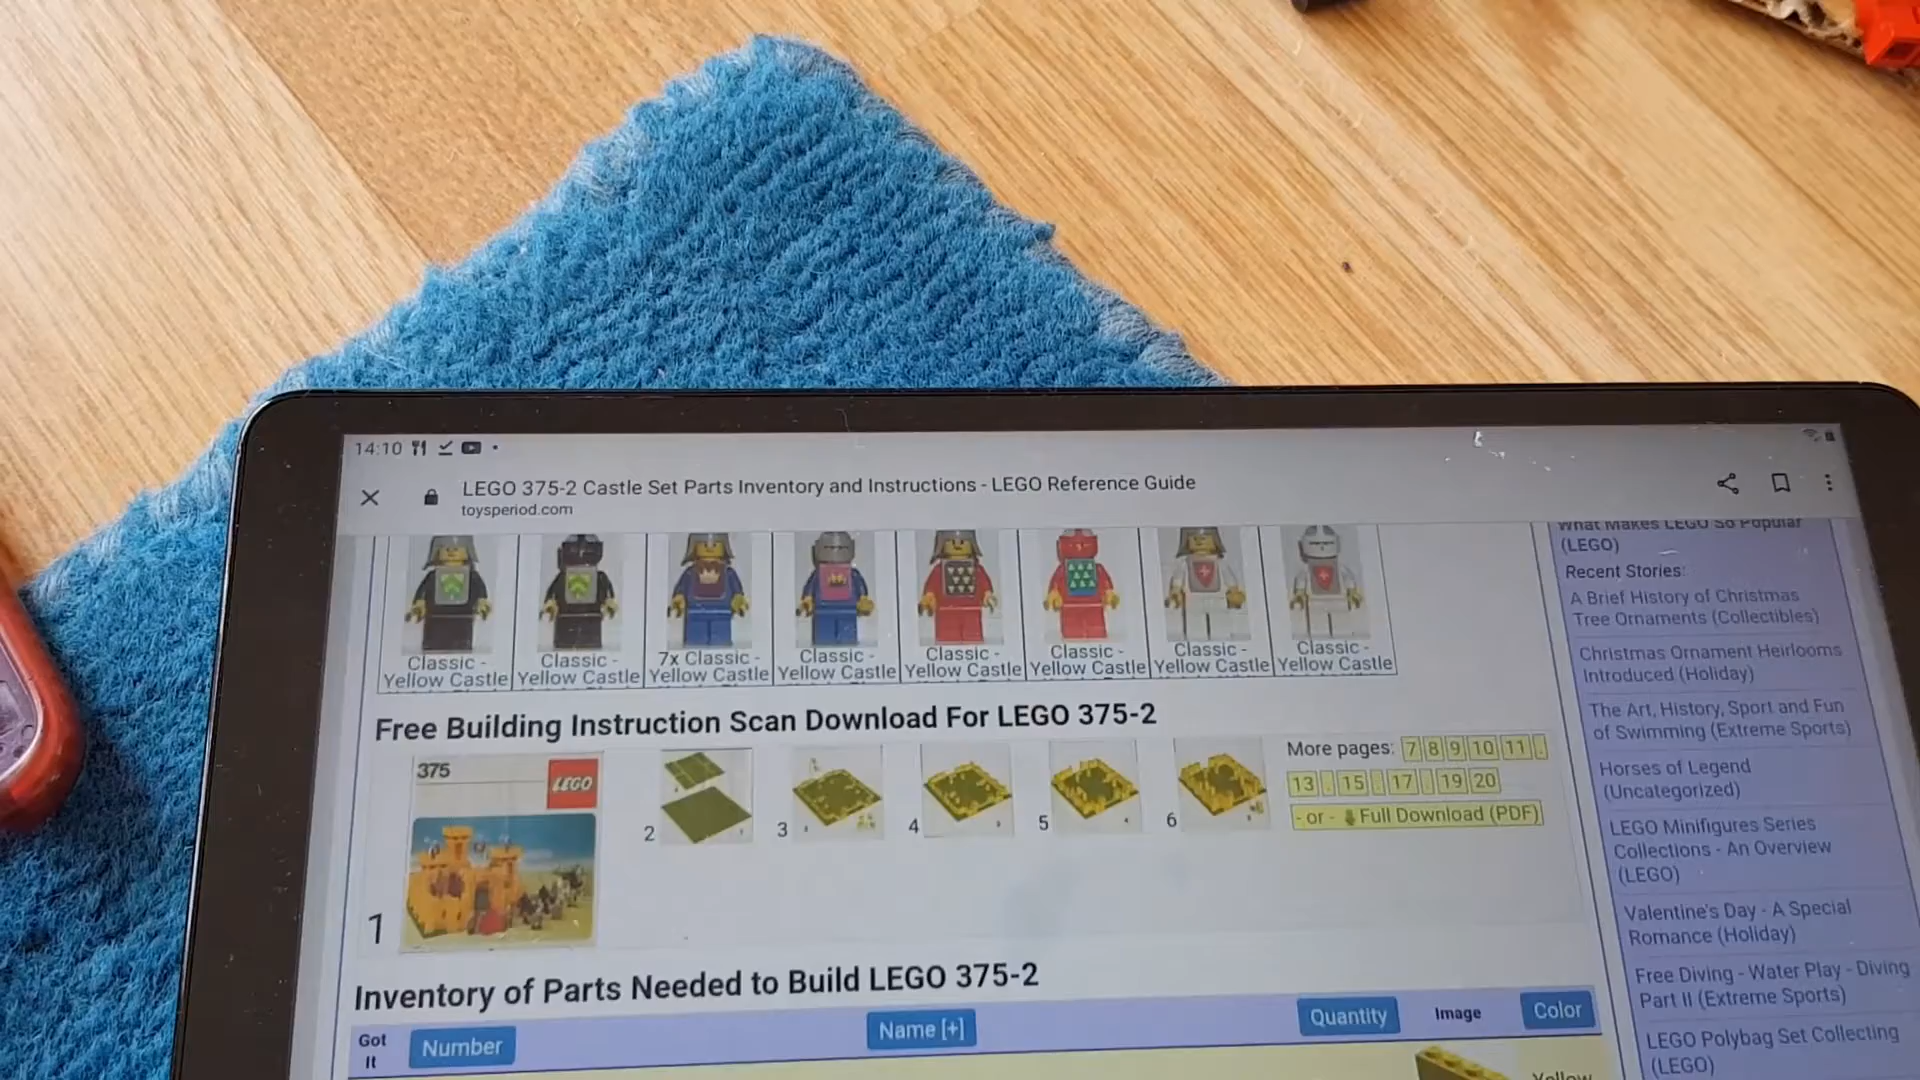 14:10
LEGO 375-2 Castle Set Parts Inventory and Instructions - LEGO Reference Guide
toysperiod.com
Classic -
Yellow Castle
Classic -
Yellow Castle
7x Classic -
Yellow Castle
Classic -
Yellow Castle
Classic -
Yellow Castle
Classic -
Yellow Castle
Classic -
Yellow Castle
Classic -
Yellow Castle
Free Building Instruction Scan Download For LEGO 375-2
1
375
LEGO
2
3
4
5
6
More pages: 7 8 9 10 11 .
13 . 15 . 17 . 19 20
- or - Full Download (PDF)
Inventory of Parts Needed to Build LEGO 375-2
Got
It
Number
Name [+]
Quantity
Image
Color
Yellow
What Makes LEGO So Popular
(LEGO)
Recent Stories:
A Brief History of Christmas
Tree Ornaments (Collectibles)
Christmas Ornament Heirlooms
Introduced (Holiday)
The Art, History, Sport and Fun
of Swimming (Extreme Sports)
Horses of Legend
(Uncategorized)
LEGO Minifigures Series
Collections - An Overview
(LEGO)
Valentine's Day - A Special
Romance (Holiday)
Free Diving - Water Play - Diving
Part II (Extreme Sports)
LEGO Polybag Set Collecting
(LEGO)